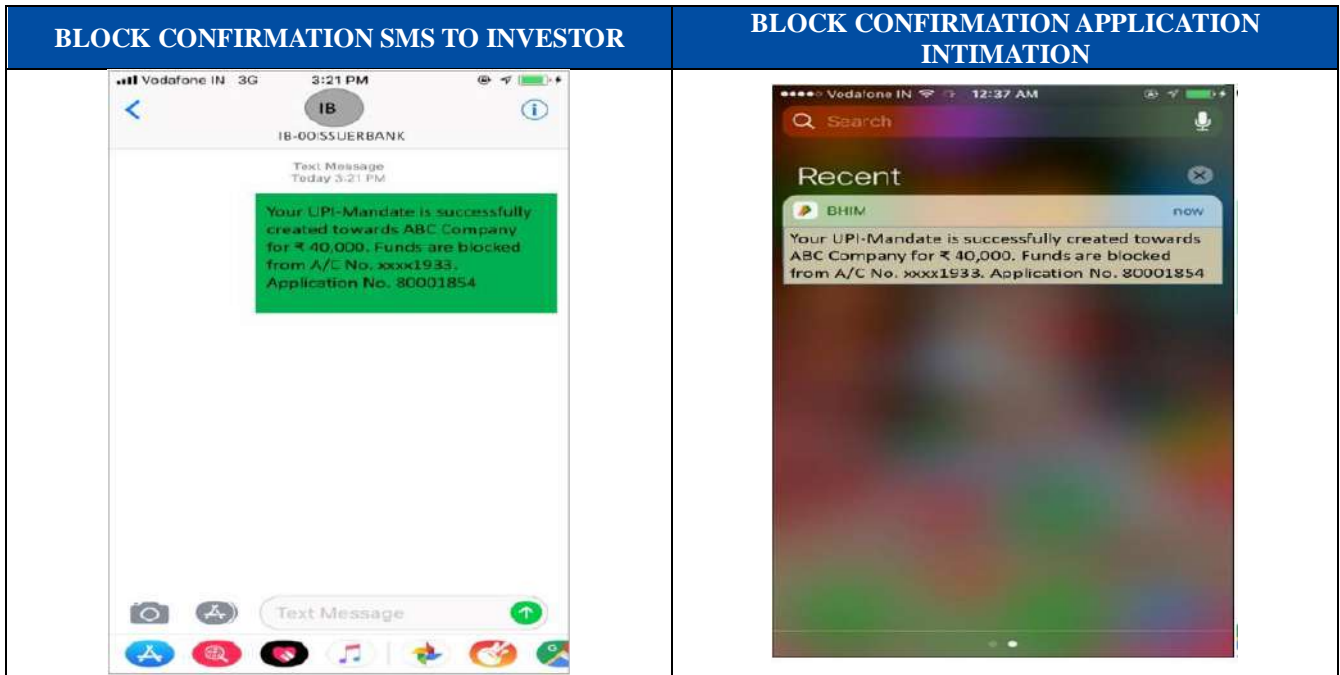 BLOCK CONFIRMATION SMS TO INVESTOR
Vodafone IN 3G 3:21 PM
IB
IB-00ISSUERBANK
Text Message
Today 3:21 PM
Your UPI-Mandate is successfully
created towards ABC Company
for ₹ 40,000. Funds are blocked
from A/C No. xxxx1933.
Application No. 80001854
Text Message
BLOCK CONFIRMATION APPLICATION
INTIMATION
Vodafone IN 12:37 AM
Search
Recent
BHIM now
Your UPI-Mandate is successfully created towards
ABC Company for ₹ 40,000. Funds are blocked
from A/C No. xxxx1933. Application No. 80001854